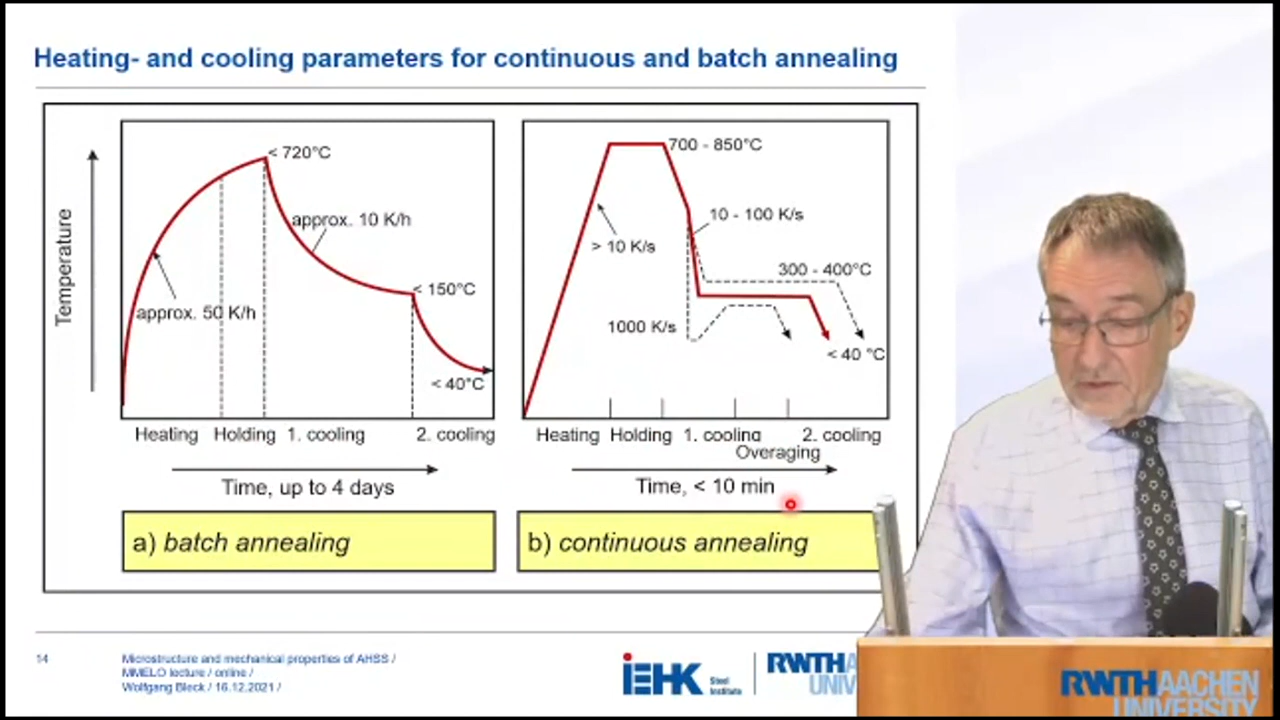 Heating- and cooling parameters for continuous and batch annealing
Temperature
< 720°C
approx. 10 K/h
< 150°C
approx. 50 K/h
< 40°C
Heating Holding 1. cooling 2. cooling
Time, up to 4 days
a) batch annealing
700 - 850°C
10 - 100 K/s
> 10 K/s
300 - 400°C
1000 K/s
< 40 °C
Heating Holding 1. cooling 2. cooling
Overaging
Time, < 10 min
b) continuous annealing
14
Microstructure and mechanical properties of AHSS /
MMELO lecture / online /
Wolfgang Bleck / 16.12.2021 /
iEHK Steel
Institute
RWTHA
UNIV
RWTHAACHEN
UNIVERSITY